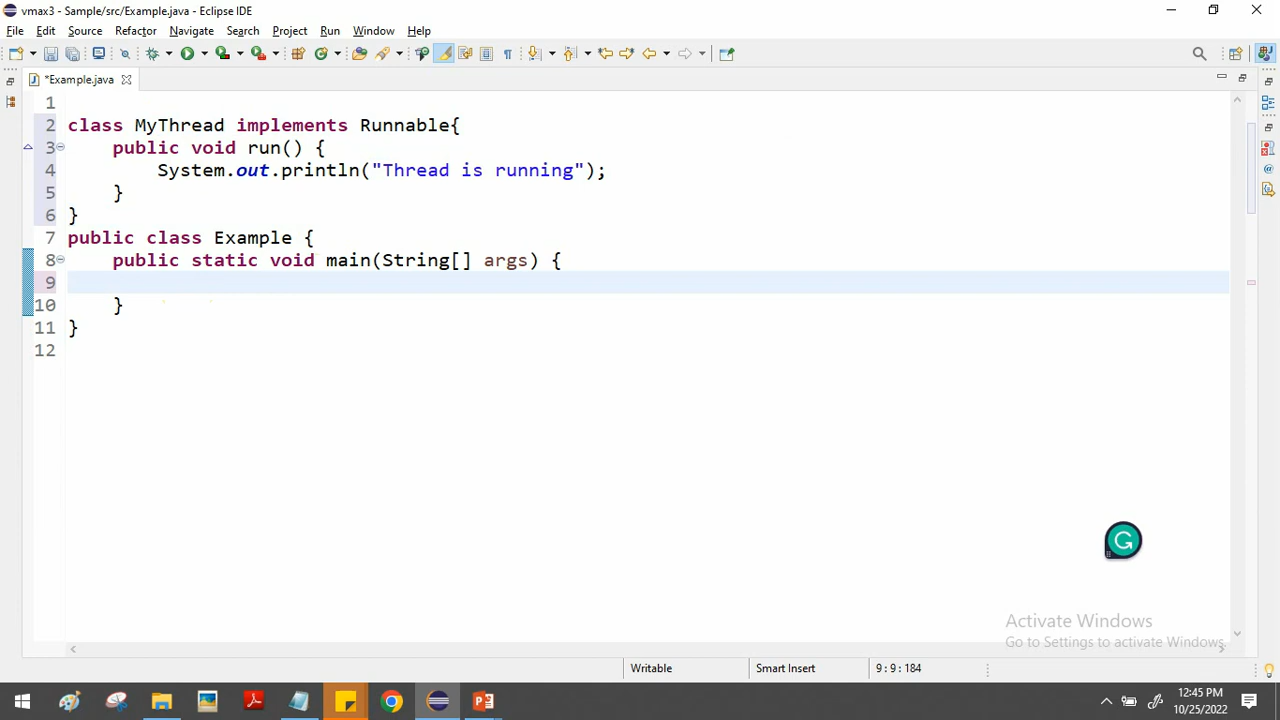 vmax3 - Sample/src/Example.java - Eclipse IDE
File Edit Source Refactor Navigate Search Project Run Window Help
*Example.java
1
2 class MyThread implements Runnable{
3 public void run() {
4 System.out.println("Thread is running");
5 }
6 }
7 public class Example {
8 public static void main(String[] args) {
9
10 }
11 }
12
Activate Windows
Go to Settings to activate Windows.
Writable Smart Insert 9 : 9 : 184
12:45 PM
10/25/2022